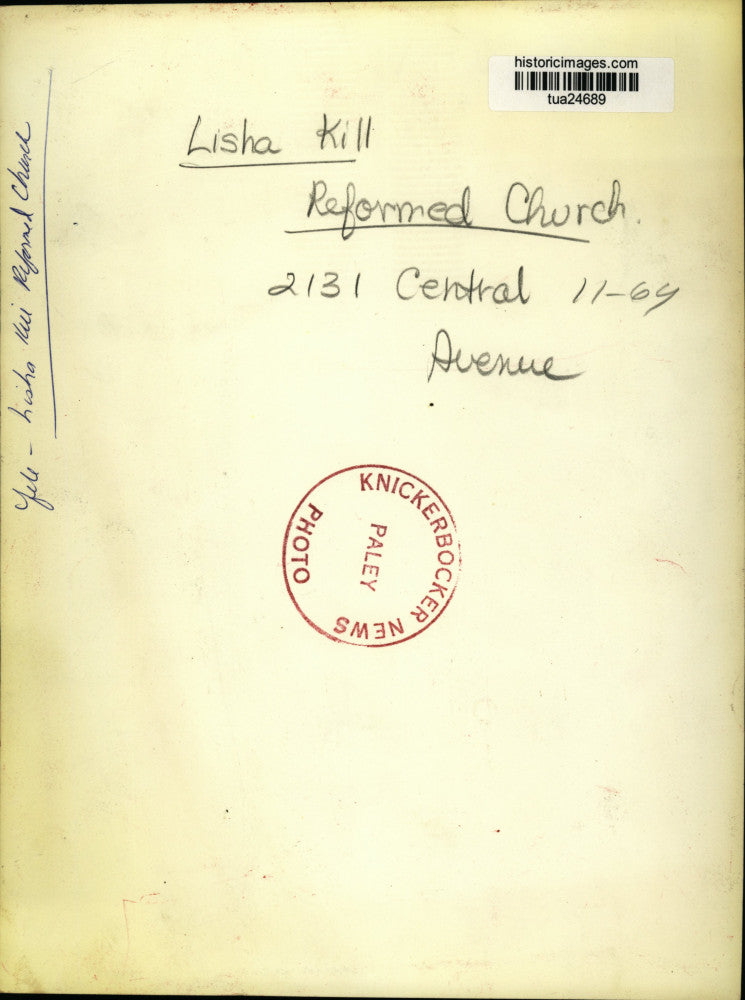 historicimages.com
tua24689
Lisha Kill
Reformed Church.
2131 Central 11-64
Avenue
File - Lisha Kill Reformed Church
KNICKERBOCKER NEWS
PHOTO
PALEY